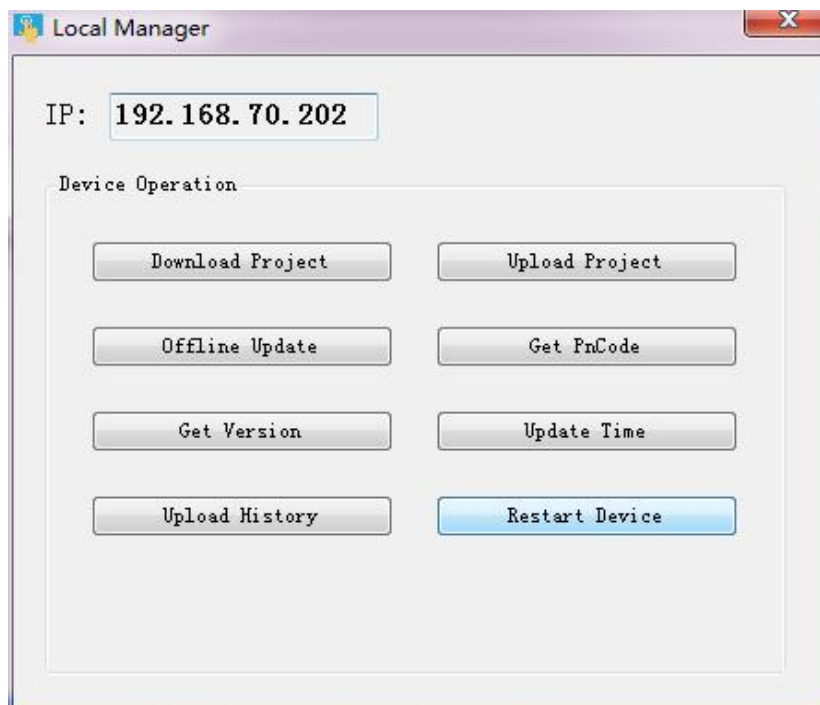 Local Manager
IP: 192.168.70.202
Device Operation
Download Project Upload Project
Offline Update Get PnCode
Get Version Update Time
Upload History Restart Device